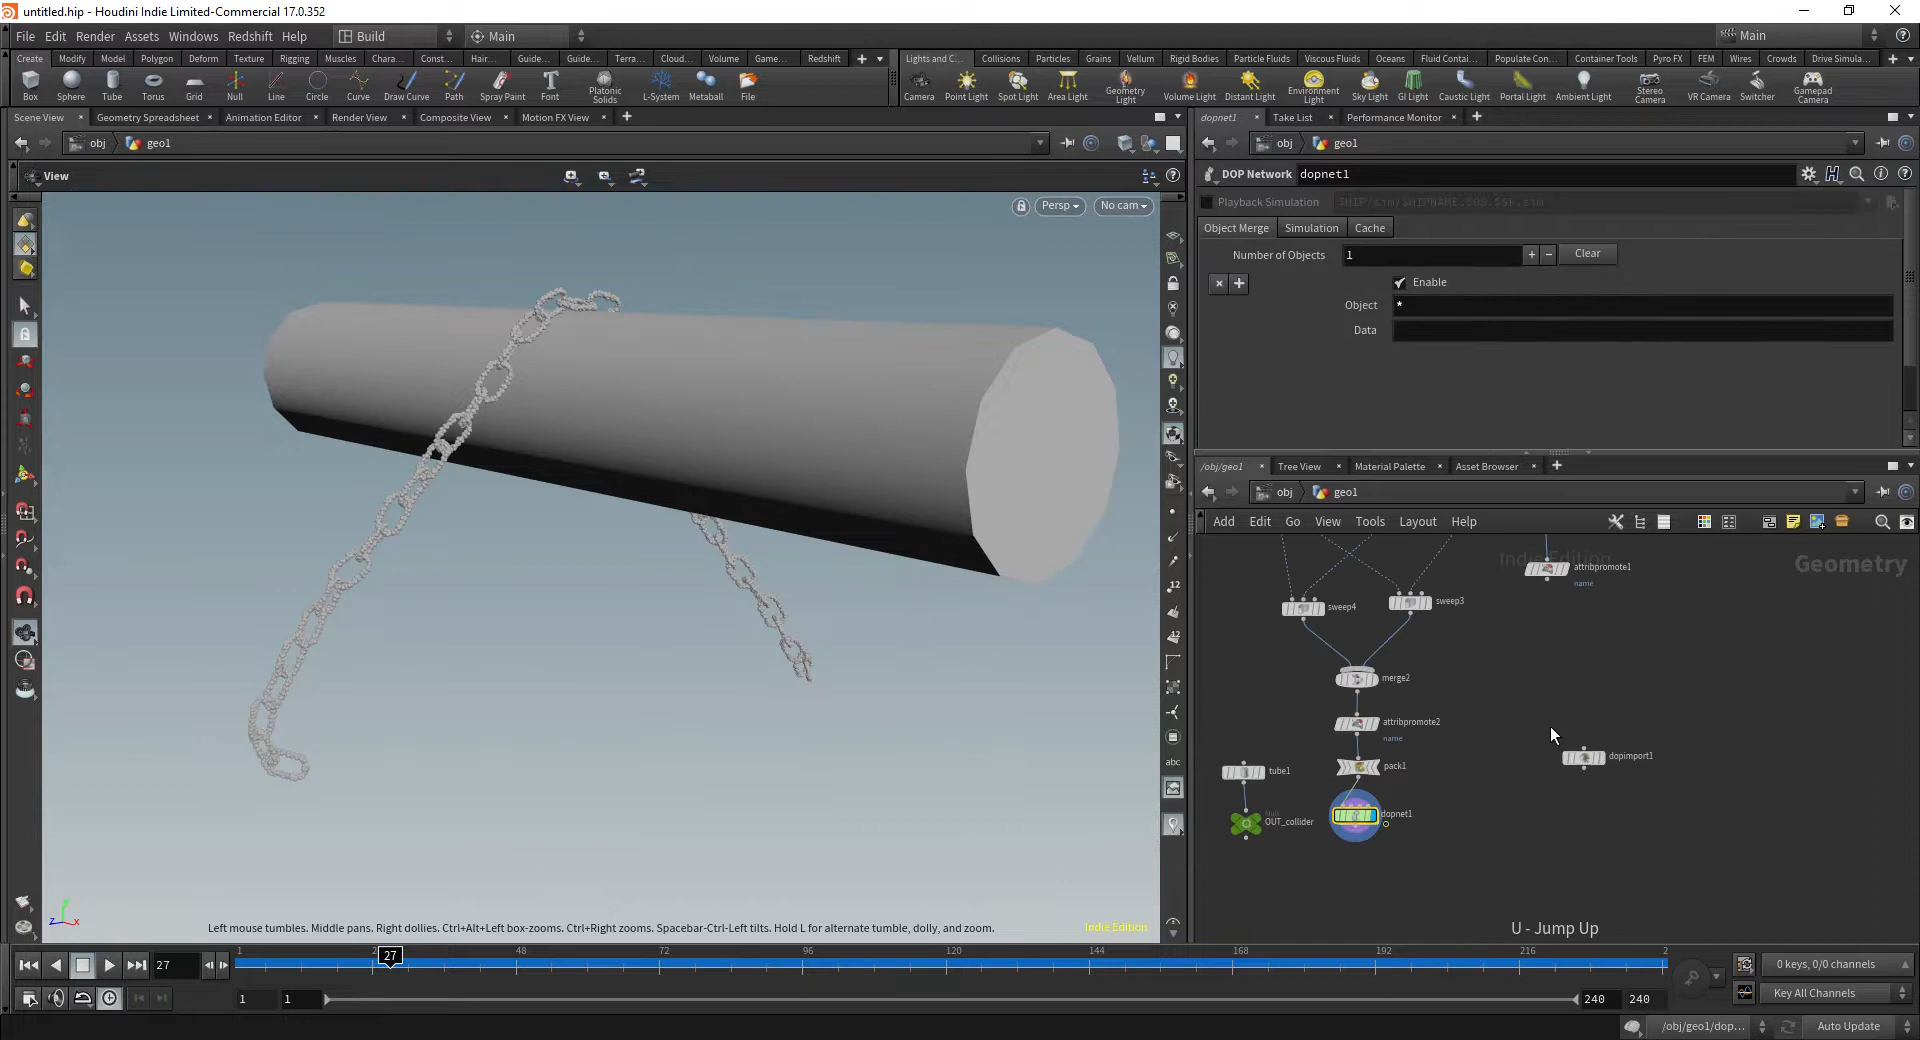 untitled.hip - Houdini Indie Limited-Commercial 17.0.352
File Edit Render Assets Windows Redshift Help Build Main Main
Create Modify Model Polygon Deform Texture Rigging Muscles Chara... Const... Hair... Guide... Guide... Terra... Cloud... Volume Game... Redshift
Lights and C... Collisions Particles Grains Vellum Rigid Bodies Particle Fluids Viscous Fluids Oceans Fluid Contai... Populate Con... Container Tools Pyro FX FEM Wires Crowds Drive Simula...
Box Sphere Tube Torus Grid Null Line Circle Curve Draw Curve Path Spray Paint Font Platonic Solids L-System Metaball File
Camera Point Light Spot Light Area Light Geometry Light Volume Light Distant Light Environment Light Sky Light GI Light Caustic Light Portal Light Ambient Light Stereo Camera VR Camera Switcher Gamepad Camera
Scene View Geometry Spreadsheet Animation Editor Render View Composite View Motion FX View
dopnet1 Take List Performance Monitor
obj geo1
obj geo1
View
DOP Network dopnet1
Persp No cam
Playback Simulation
Object Merge Simulation Cache
Number of Objects 1 Clear
Enable
Object *
Data
/obj/geo1 Tree View Material Palette Asset Browser
obj geo1
Add Edit Go View Tools Layout Help
Indie Edition
Geometry
attribpromote1
name
sweep4
sweep3
merge2
attribpromote2
name
dopimport1
tube1
pack1
OUT_collider
dopnet1
12
12
abc
Left mouse tumbles. Middle pans. Right dollies. Ctrl+Alt+Left box-zooms. Ctrl+Right zooms. Spacebar-Ctrl-Left tilts. Hold L for alternate tumble, dolly, and zoom.
Indie Edition
U - Jump Up
z x
27 1 27 48 72 96 120 144 168 192 216 2
0 keys, 0/0 channels
1 1 240 240
Key All Channels
/obj/geo1/dop... Auto Update